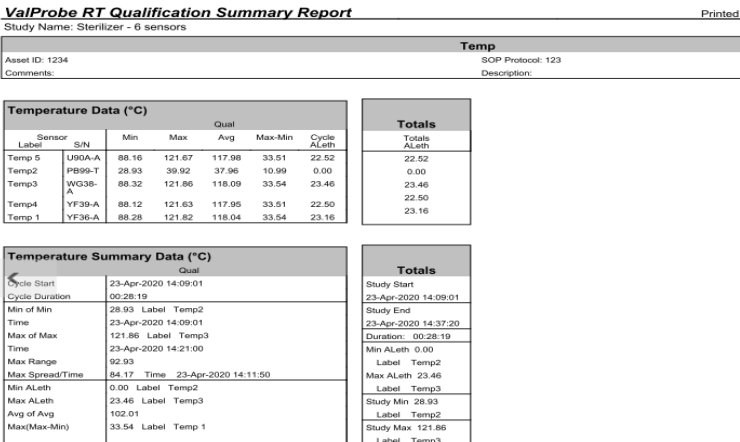 ValProbe RT Qualification Summary Report Printed
Study Name: Sterilizer - 6 sensors
Temp
Asset ID: 1234 SOP Protocol: 123
Comments: Description:
Temperature Data (°C)
Qual
Sensor
Label S/N Min Max Avg Max-Min Cycle ALeth
Temp 5 U90A-A 88.16 121.67 117.98 33.51 22.52
Temp2 PB99-T 28.93 39.92 37.96 10.99 0.00
Temp3 WG38-A 88.32 121.86 118.09 33.54 23.46
Temp4 YF39-A 88.12 121.63 117.95 33.51 22.50
Temp 1 YF36-A 88.28 121.82 118.04 33.54 23.16
Totals
Totals
ALeth
22.52
0.00
23.46
22.50
23.16
Temperature Summary Data (°C)
Qual
Cycle Start 23-Apr-2020 14:09:01
Cycle Duration 00:28:19
Min of Min 28.93 Label Temp2
Time 23-Apr-2020 14:09:01
Max of Max 121.86 Label Temp3
Time 23-Apr-2020 14:21:00
Max Range 92.93
Max Spread/Time 84.17 Time 23-Apr-2020 14:11:50
Min ALeth 0.00 Label Temp2
Max ALeth 23.46 Label Temp3
Avg of Avg 102.01
Max(Max-Min) 33.54 Label Temp 1
Totals
Study Start
23-Apr-2020 14:09:01
Study End
23-Apr-2020 14:37:20
Duration: 00:28:19
Min ALeth 0.00
Label Temp2
Max ALeth 23.46
Label Temp3
Study Min 28.93
Label Temp2
Study Max 121.86
Label Temp3